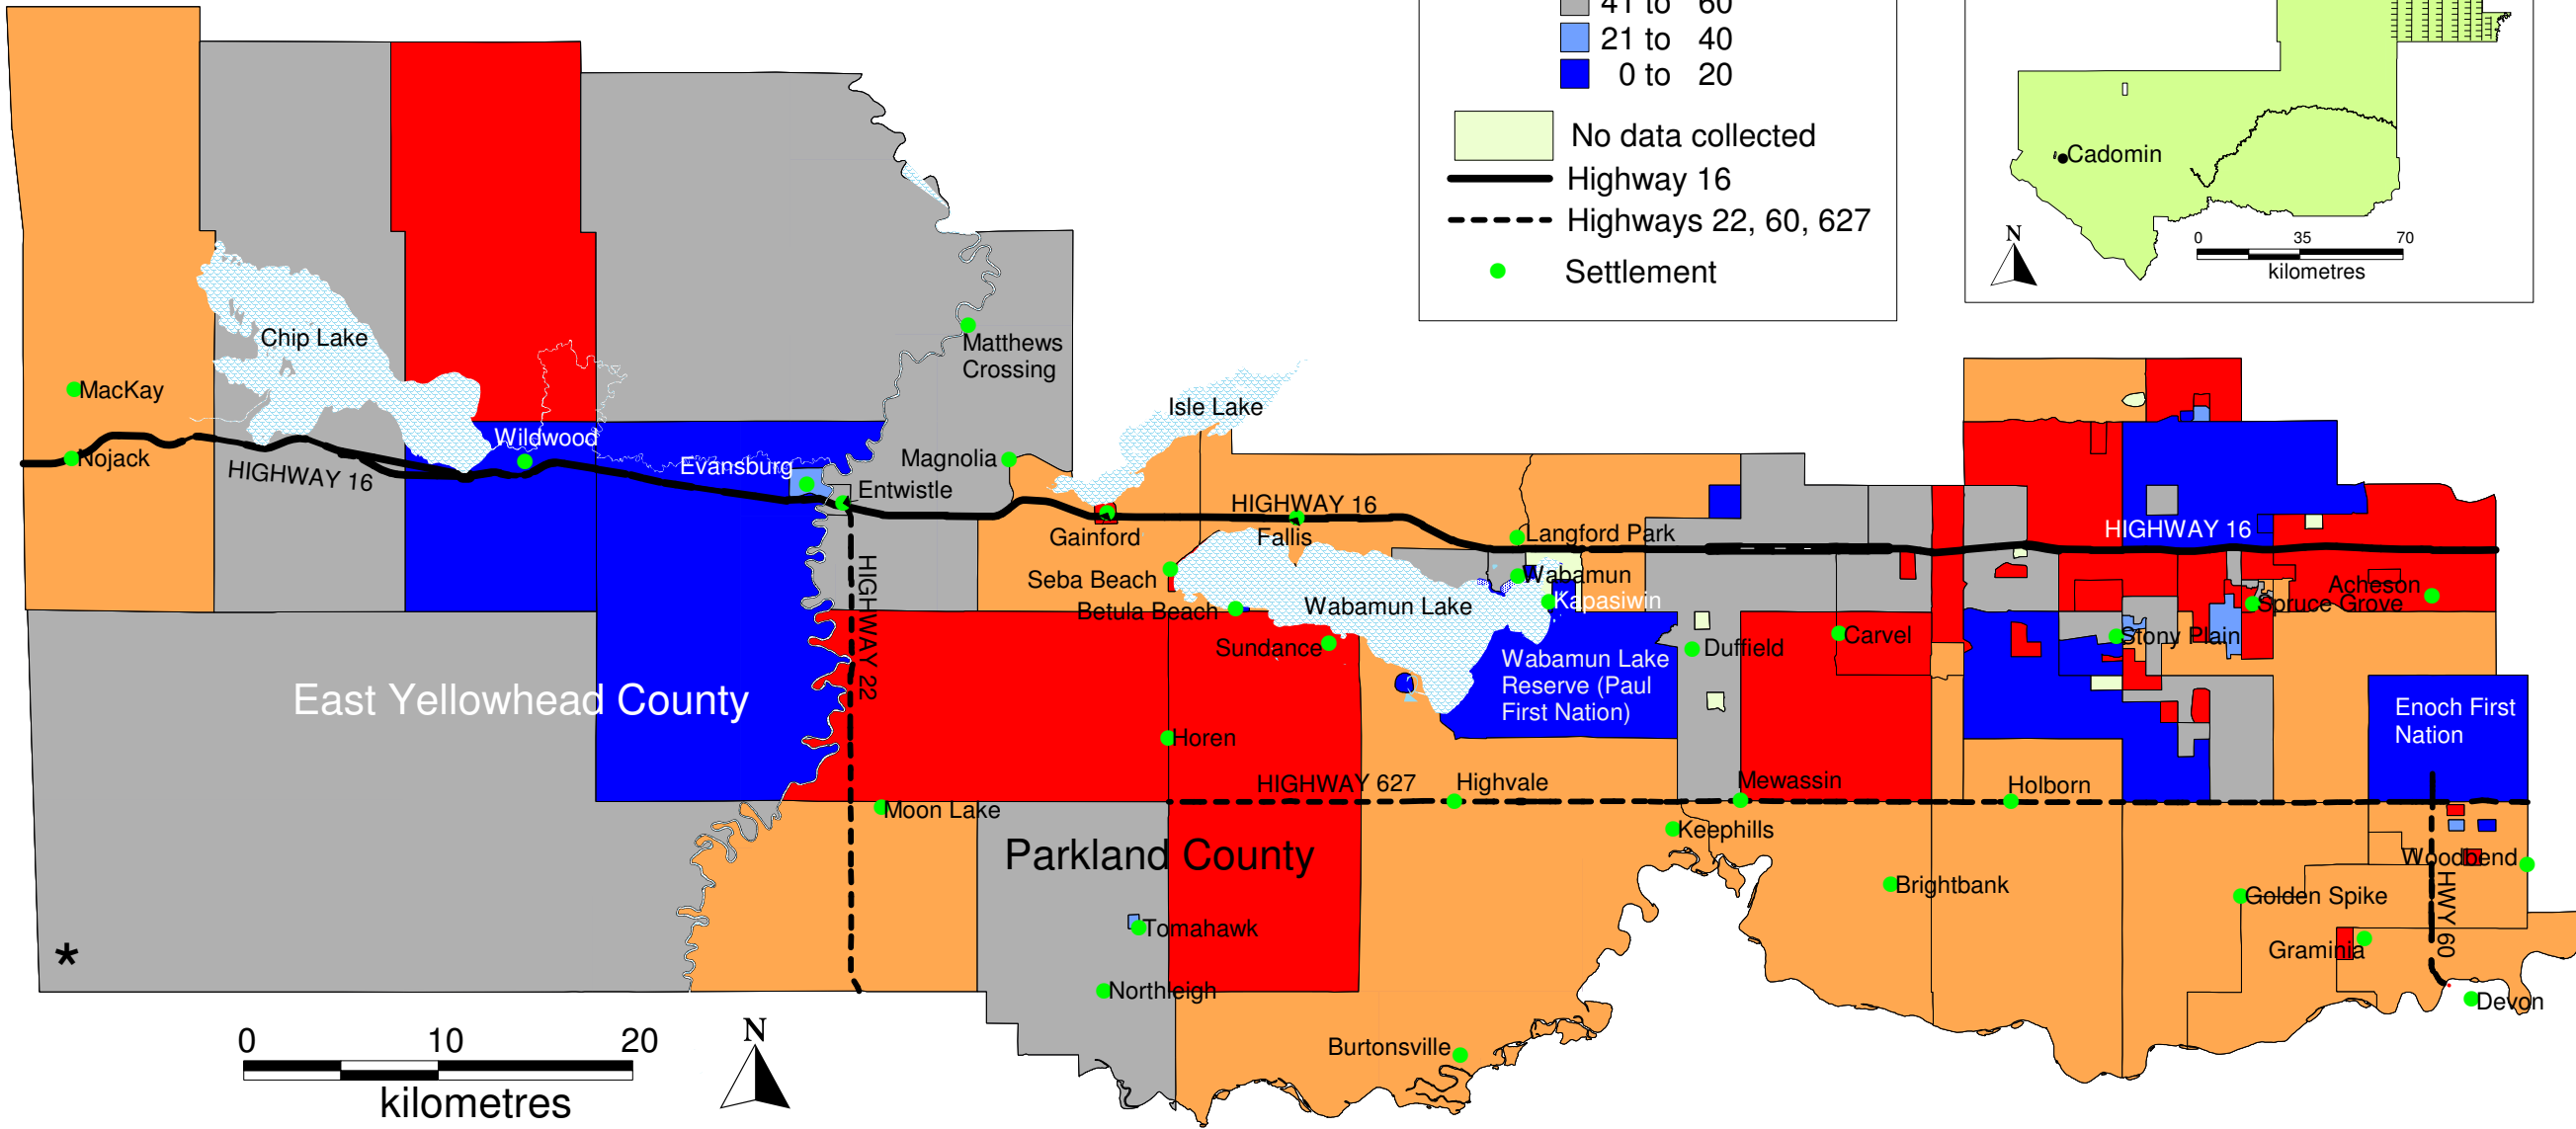 41 to 60
21 to 40
0 to 20
No data collected
Highway 16
Highways 22, 60, 627
Settlement
Cadomin
N
0 35 70
kilometres
Chip Lake
Matthews
Crossing
MacKay
Isle Lake
Wildwood
Nojack
HIGHWAY 16
Evansburg
Magnolia
Entwistle
HIGHWAY 16
Gainford
Fallis
Langford Park
HIGHWAY 16
Seba Beach
Betula Beach
Wabamun Lake
Wabamun
Kapasiwin
Acheson
Spruce Grove
HIGHWAY 22
Sundance
Duffield
Carvel
Stony Plain
Wabamun Lake
Reserve (Paul
First Nation)
East Yellowhead County
Enoch First
Nation
Horen
HIGHWAY 627
Highvale
Mewassin
Holborn
Moon Lake
Keephills
Parkland County
Woodbend
Brightbank
Golden Spike
HWY 60
Tomahawk
Graminia
*
Northleigh
Devon
Burtonsville
0 10 20
kilometres
N